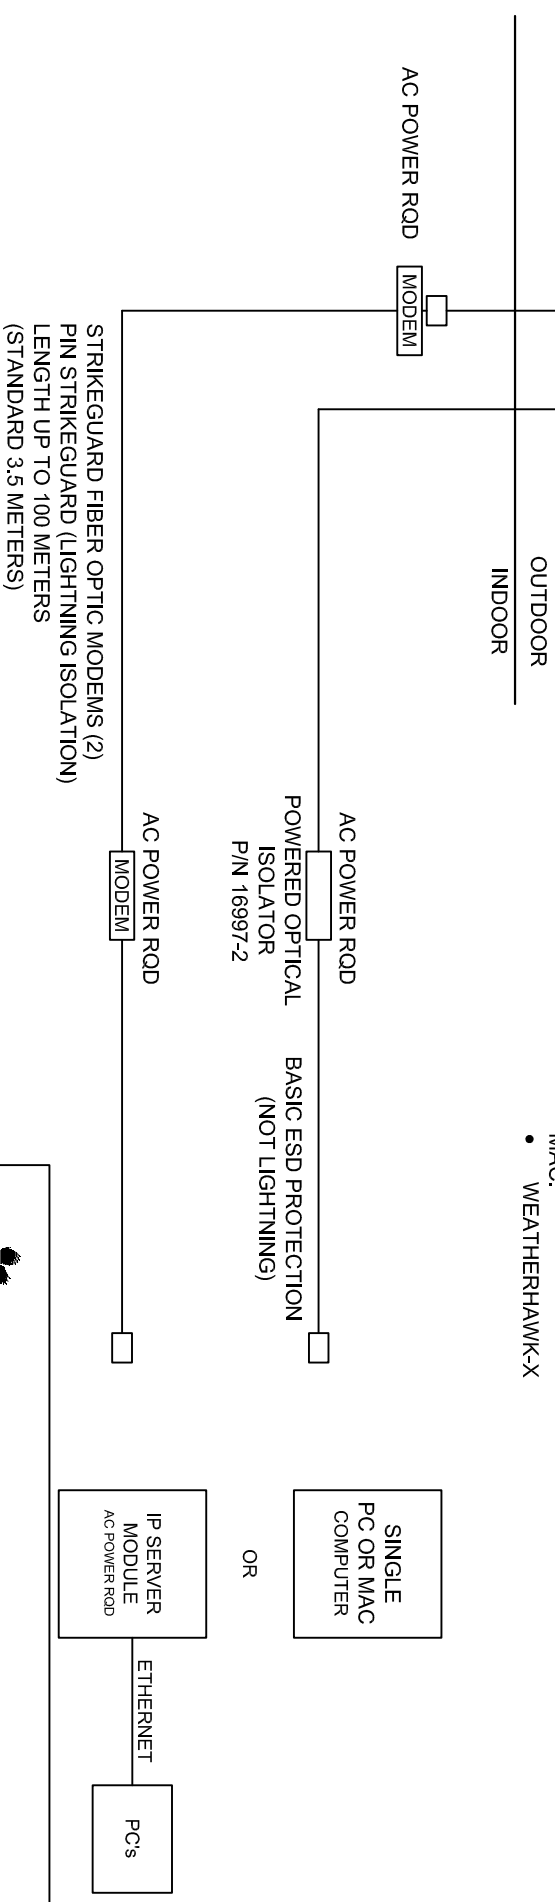 MAC.
• WEATHERHAWK-X
OUTDOOR
INDOOR
AC POWER RQD
MODEM
AC POWER RQD
POWERED OPTICAL
ISOLATOR
P/N 16997-2
BASIC ESD PROTECTION
(NOT LIGHTNING)
SINGLE
PC OR MAC
COMPUTER
OR
AC POWER RQD
MODEM
STRIKEGUARD FIBER OPTIC MODEMS (2)
PIN STRIKEGUARD (LIGHTNING ISOLATION)
LENGTH UP TO 100 METERS
(STANDARD 3.5 METERS)
IP SERVER
MODULE
AC POWER RQD
ETHERNET
PC's